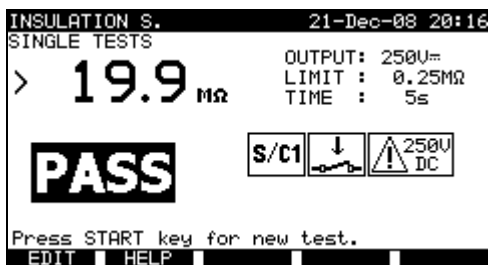 INSULATION S. 21-Dec-08 20:16
SINGLE TESTS
OUTPUT: 250V⎓
> 19.9 MΩ
LIMIT : 0.25MΩ
TIME : 5s
PASS
S/C1
250V
DC
Press START key for new test.
EDIT HELP